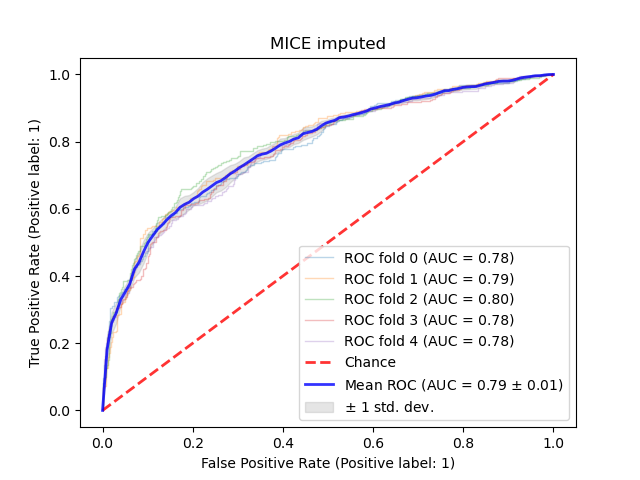 MICE imputed
True Positive Rate (Positive label: 1)
1.0
0.8
0.6
0.4
0.2
0.0
ROC fold 0 (AUC = 0.78)
ROC fold 1 (AUC = 0.79)
ROC fold 2 (AUC = 0.80)
ROC fold 3 (AUC = 0.78)
ROC fold 4 (AUC = 0.78)
Chance
Mean ROC (AUC = 0.79 ± 0.01)
± 1 std. dev.
0.0 0.2 0.4 0.6 0.8 1.0
False Positive Rate (Positive label: 1)